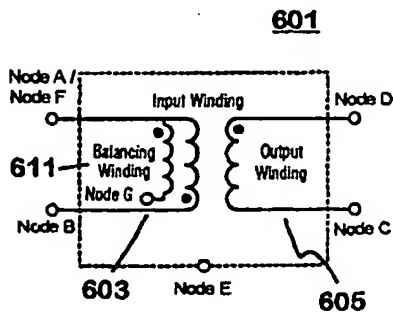 601
Node A /
Node F
Input Winding
Node D
611
Balancing
Winding
Output
Winding
Node G
Node B
Node C
603
Node E
605